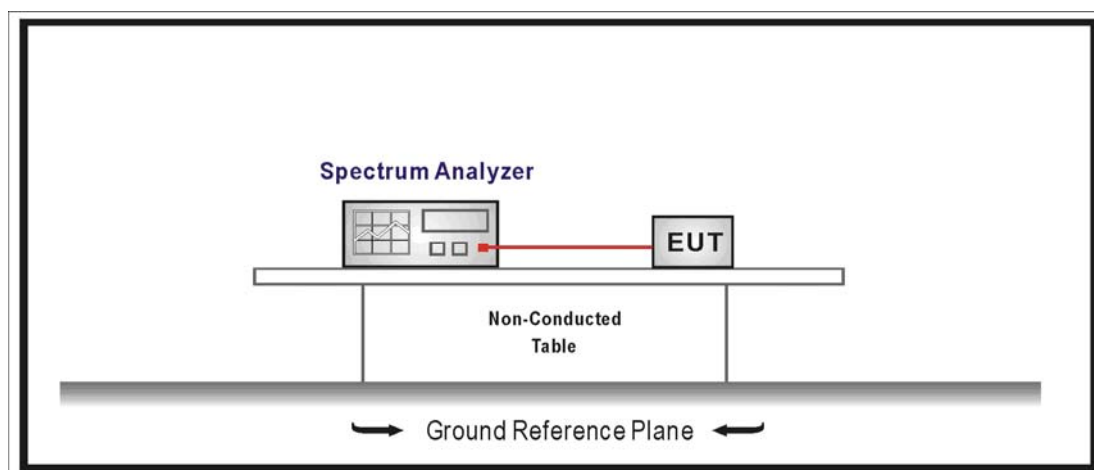 Spectrum Analyzer
EUT
Non-Conducted
Table
Ground Reference Plane